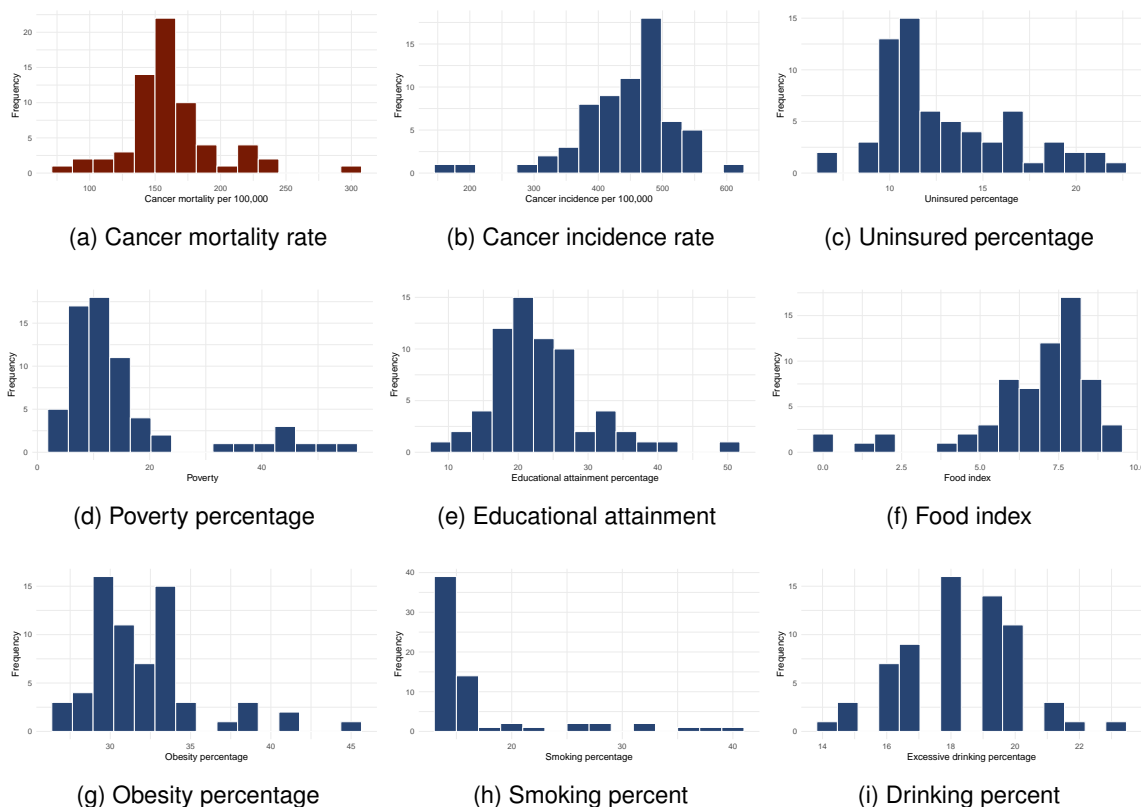 20
15
10
5
0
Frequency
100
150
200
250
300
Cancer mortality per 100,000
(a) Cancer mortality rate
15
10
5
0
Frequency
200
300
400
500
600
Cancer incidence per 100,000
(b) Cancer incidence rate
15
10
5
0
Frequency
10
15
20
Uninsured percentage
(c) Uninsured percentage
15
10
5
0
Frequency
0
20
40
Poverty
(d) Poverty percentage
15
10
5
0
Frequency
10
20
30
40
50
Educational attainment percentage
(e) Educational attainment
15
10
5
0
Frequency
0.0
2.5
5.0
7.5
10.0
Food index
(f) Food index
15
10
5
0
Frequency
30
35
40
45
Obesity percentage
(g) Obesity percentage
40
30
20
10
0
Frequency
20
30
40
Smoking percentage
(h) Smoking percent
15
10
5
0
Frequency
14
16
18
20
22
Excessive drinking percentage
(i) Drinking percent